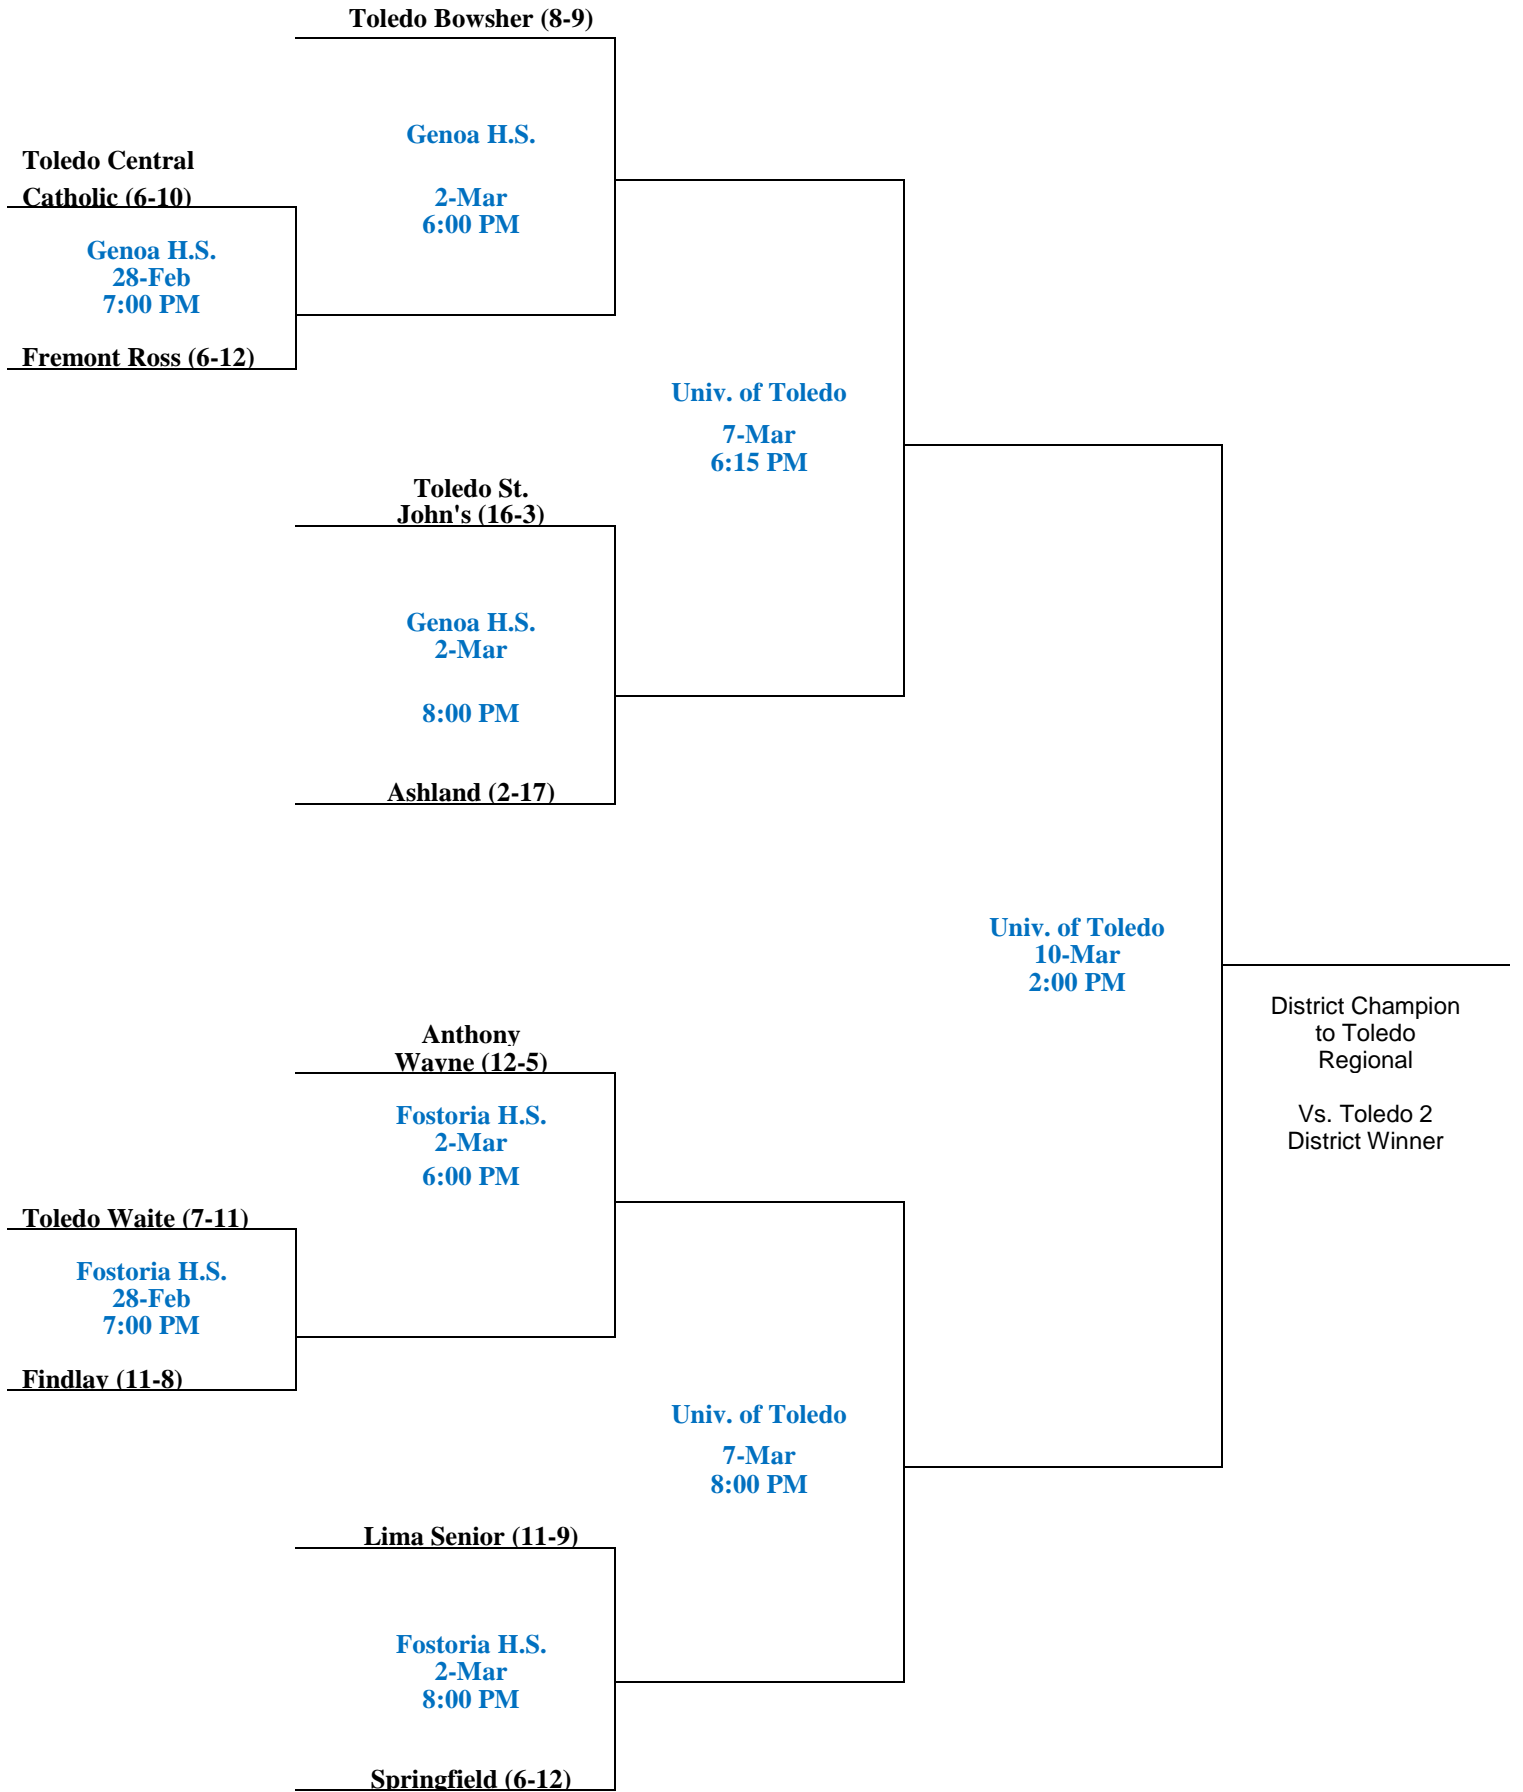 Toledo Bowsher (8-9)
Genoa H.S.
2-Mar
6:00 PM
Toledo Central
Catholic (6-10)
Genoa H.S.
28-Feb
7:00 PM
Fremont Ross (6-12)
Univ. of Toledo
7-Mar
6:15 PM
Toledo St.
John's (16-3)
Genoa H.S.
2-Mar
8:00 PM
Ashland (2-17)
Univ. of Toledo
10-Mar
2:00 PM
District Champion
to Toledo
Regional
Vs. Toledo 2
District Winner
Anthony
Wayne (12-5)
Fostoria H.S.
2-Mar
6:00 PM
Toledo Waite (7-11)
Fostoria H.S.
28-Feb
7:00 PM
Findlay (11-8)
Univ. of Toledo
7-Mar
8:00 PM
Lima Senior (11-9)
Fostoria H.S.
2-Mar
8:00 PM
Springfield (6-12)